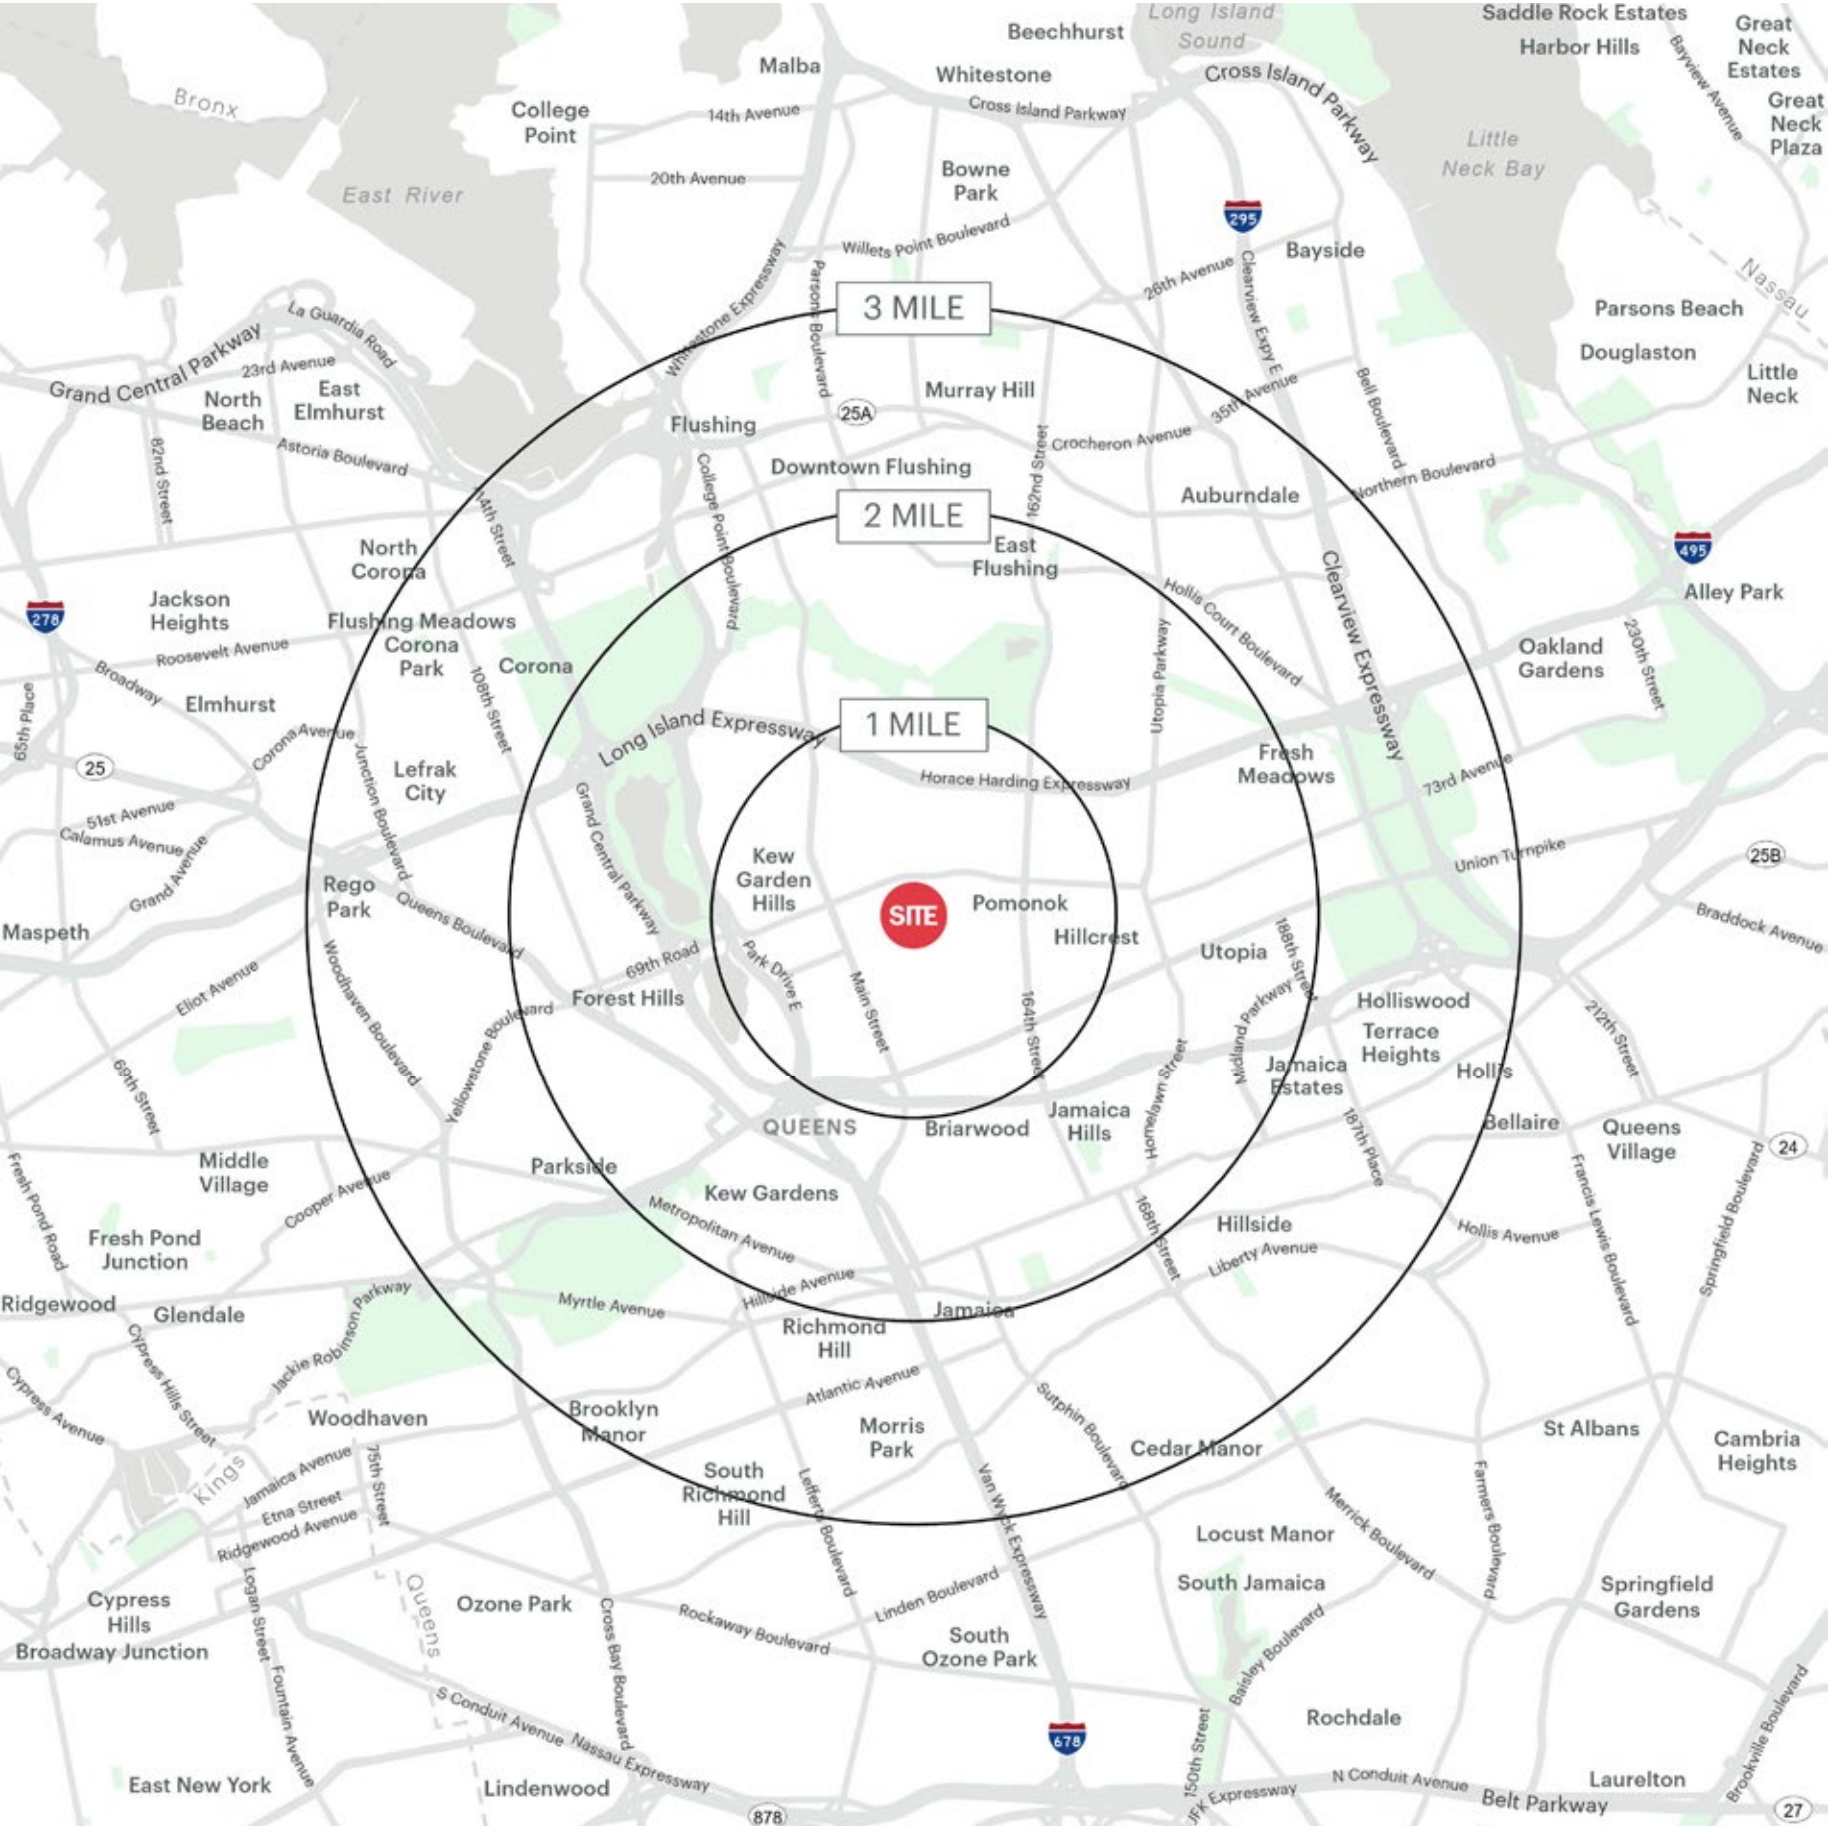 Long Island
Sound
Saddle Rock Estates
Great
Neck
Estates
Beechhurst
Harbor Hills
Bayview Avenue
Malba
Whitestone
Cross Island Parkway
Bronx
College
Point
14th Avenue
Cross Island Parkway
Great
Neck
Plaza
Little
Neck Bay
East River
20th Avenue
Bowne
Park
295
Willets Point Boulevard
Bayside
Whitestone Expressway
Parsons Boulevard
26th Avenue
Clearview Expy E
Nassau
La Guardia Road
3 MILE
Parsons Beach
Grand Central Parkway
23rd Avenue
Douglaston
North
Beach
East
Elmhurst
Murray Hill
35th Avenue
Bell Boulevard
Little
Neck
Flushing
25A
82nd Street
Astoria Boulevard
College Point Boulevard
Downtown Flushing
162nd Street
Crocheron Avenue
Northern Boulevard
114th Street
Auburndale
2 MILE
North
Corona
East
Flushing
495
Jackson
Heights
278
Flushing Meadows
Corona
Park
Hollis Court Boulevard
Clearview Expressway
Alley Park
Roosevelt Avenue
Corona
Utopia Parkway
Oakland
Gardens
230th Street
Broadway
Elmhurst
108th Street
65th Place
Corona Avenue
Junction Boulevard
Long Island Expressway
1 MILE
25
Lefrak
City
Horace Harding Expressway
Fresh
Meadows
73rd Avenue
51st Avenue
Calamus Avenue
Grand Avenue
Grand Central Parkway
Union Turnpike
25B
Kew
Garden
Hills
Rego
Park
Queens Boulevard
SITE
Pomonok
Hillcrest
Braddock Avenue
Maspeth
Woodhaven Boulevard
69th Road
Park Drive E
Utopia
188th Street
Eliot Avenue
Forest Hills
Yellowstone Boulevard
Main Street
164th Street
Midland Parkway
Holliswood
Terrace
Heights
212th Street
69th Street
Homelawn Street
Jamaica
Estates
Hollis
QUEENS
Briarwood
Jamaica
Hills
187th Place
Bellaire
Queens
Village
24
Fresh Pond Road
Middle
Village
Parkside
Francis Lewis Boulevard
Springfield Boulevard
Cooper Avenue
Kew Gardens
Metropolitan Avenue
168th Street
Hillside
Hollis Avenue
Fresh Pond
Junction
Liberty Avenue
Ridgewood
Glendale
Jackie Robinson Parkway
Myrtle Avenue
Hillside Avenue
Jamaica
Richmond
Hill
Cypress Hills Street
Cypress Avenue
Atlantic Avenue
Sutphin Boulevard
Woodhaven
Brooklyn
Manor
Morris
Park
Cedar Manor
St Albans
Cambria
Heights
Kings
Jamaica Avenue
75th Street
South
Richmond
Hill
Lefferts Boulevard
Van Wyck Expressway
Merrick Boulevard
Farmers Boulevard
Etna Street
Ridgewood Avenue
Locust Manor
Logan Street
South Jamaica
Springfield
Gardens
Cypress
Hills
Broadway Junction
Queens
Ozone Park
Cross Bay Boulevard
Rockaway Boulevard
Linden Boulevard
South
Ozone Park
Baisley Boulevard
Fountain Avenue
S Conduit Avenue
Nassau Expressway
678
150th Street
Rochdale
Brookville Boulevard
East New York
Lindenwood
878
JFK Expressway
N Conduit Avenue
Belt Parkway
Laurelton
27